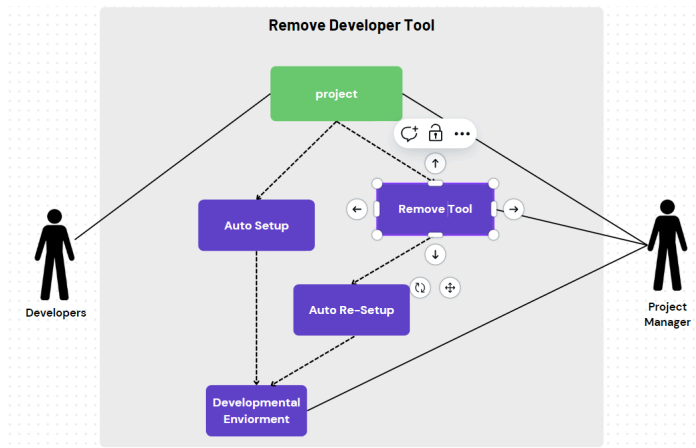 Remove Developer Tool
project
Remove Tool
Auto Setup
Developers
Project
Manager
Auto Re-Setup
Developmental
Enviorment